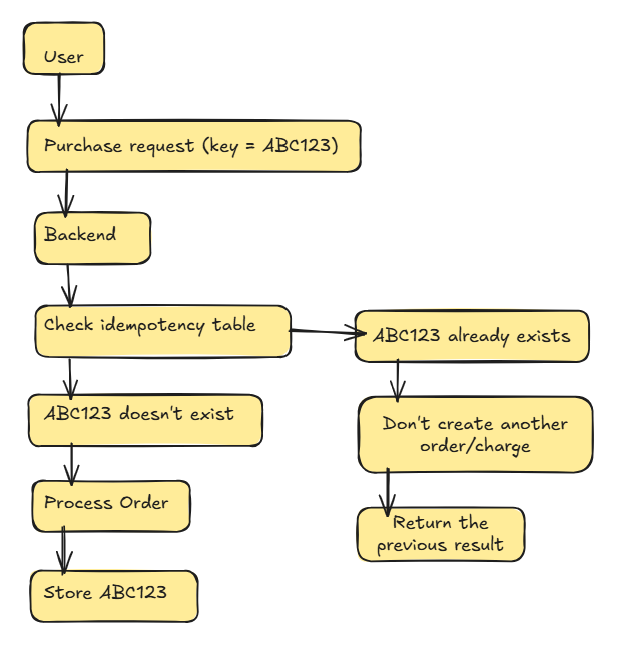 User
Purchase request (key = ABC123)
Backend
Check idempotency table
ABC123 already exists
ABC123 doesn't exist
Don't create another
order/charge
Process Order
Return the
previous result
Store ABC123